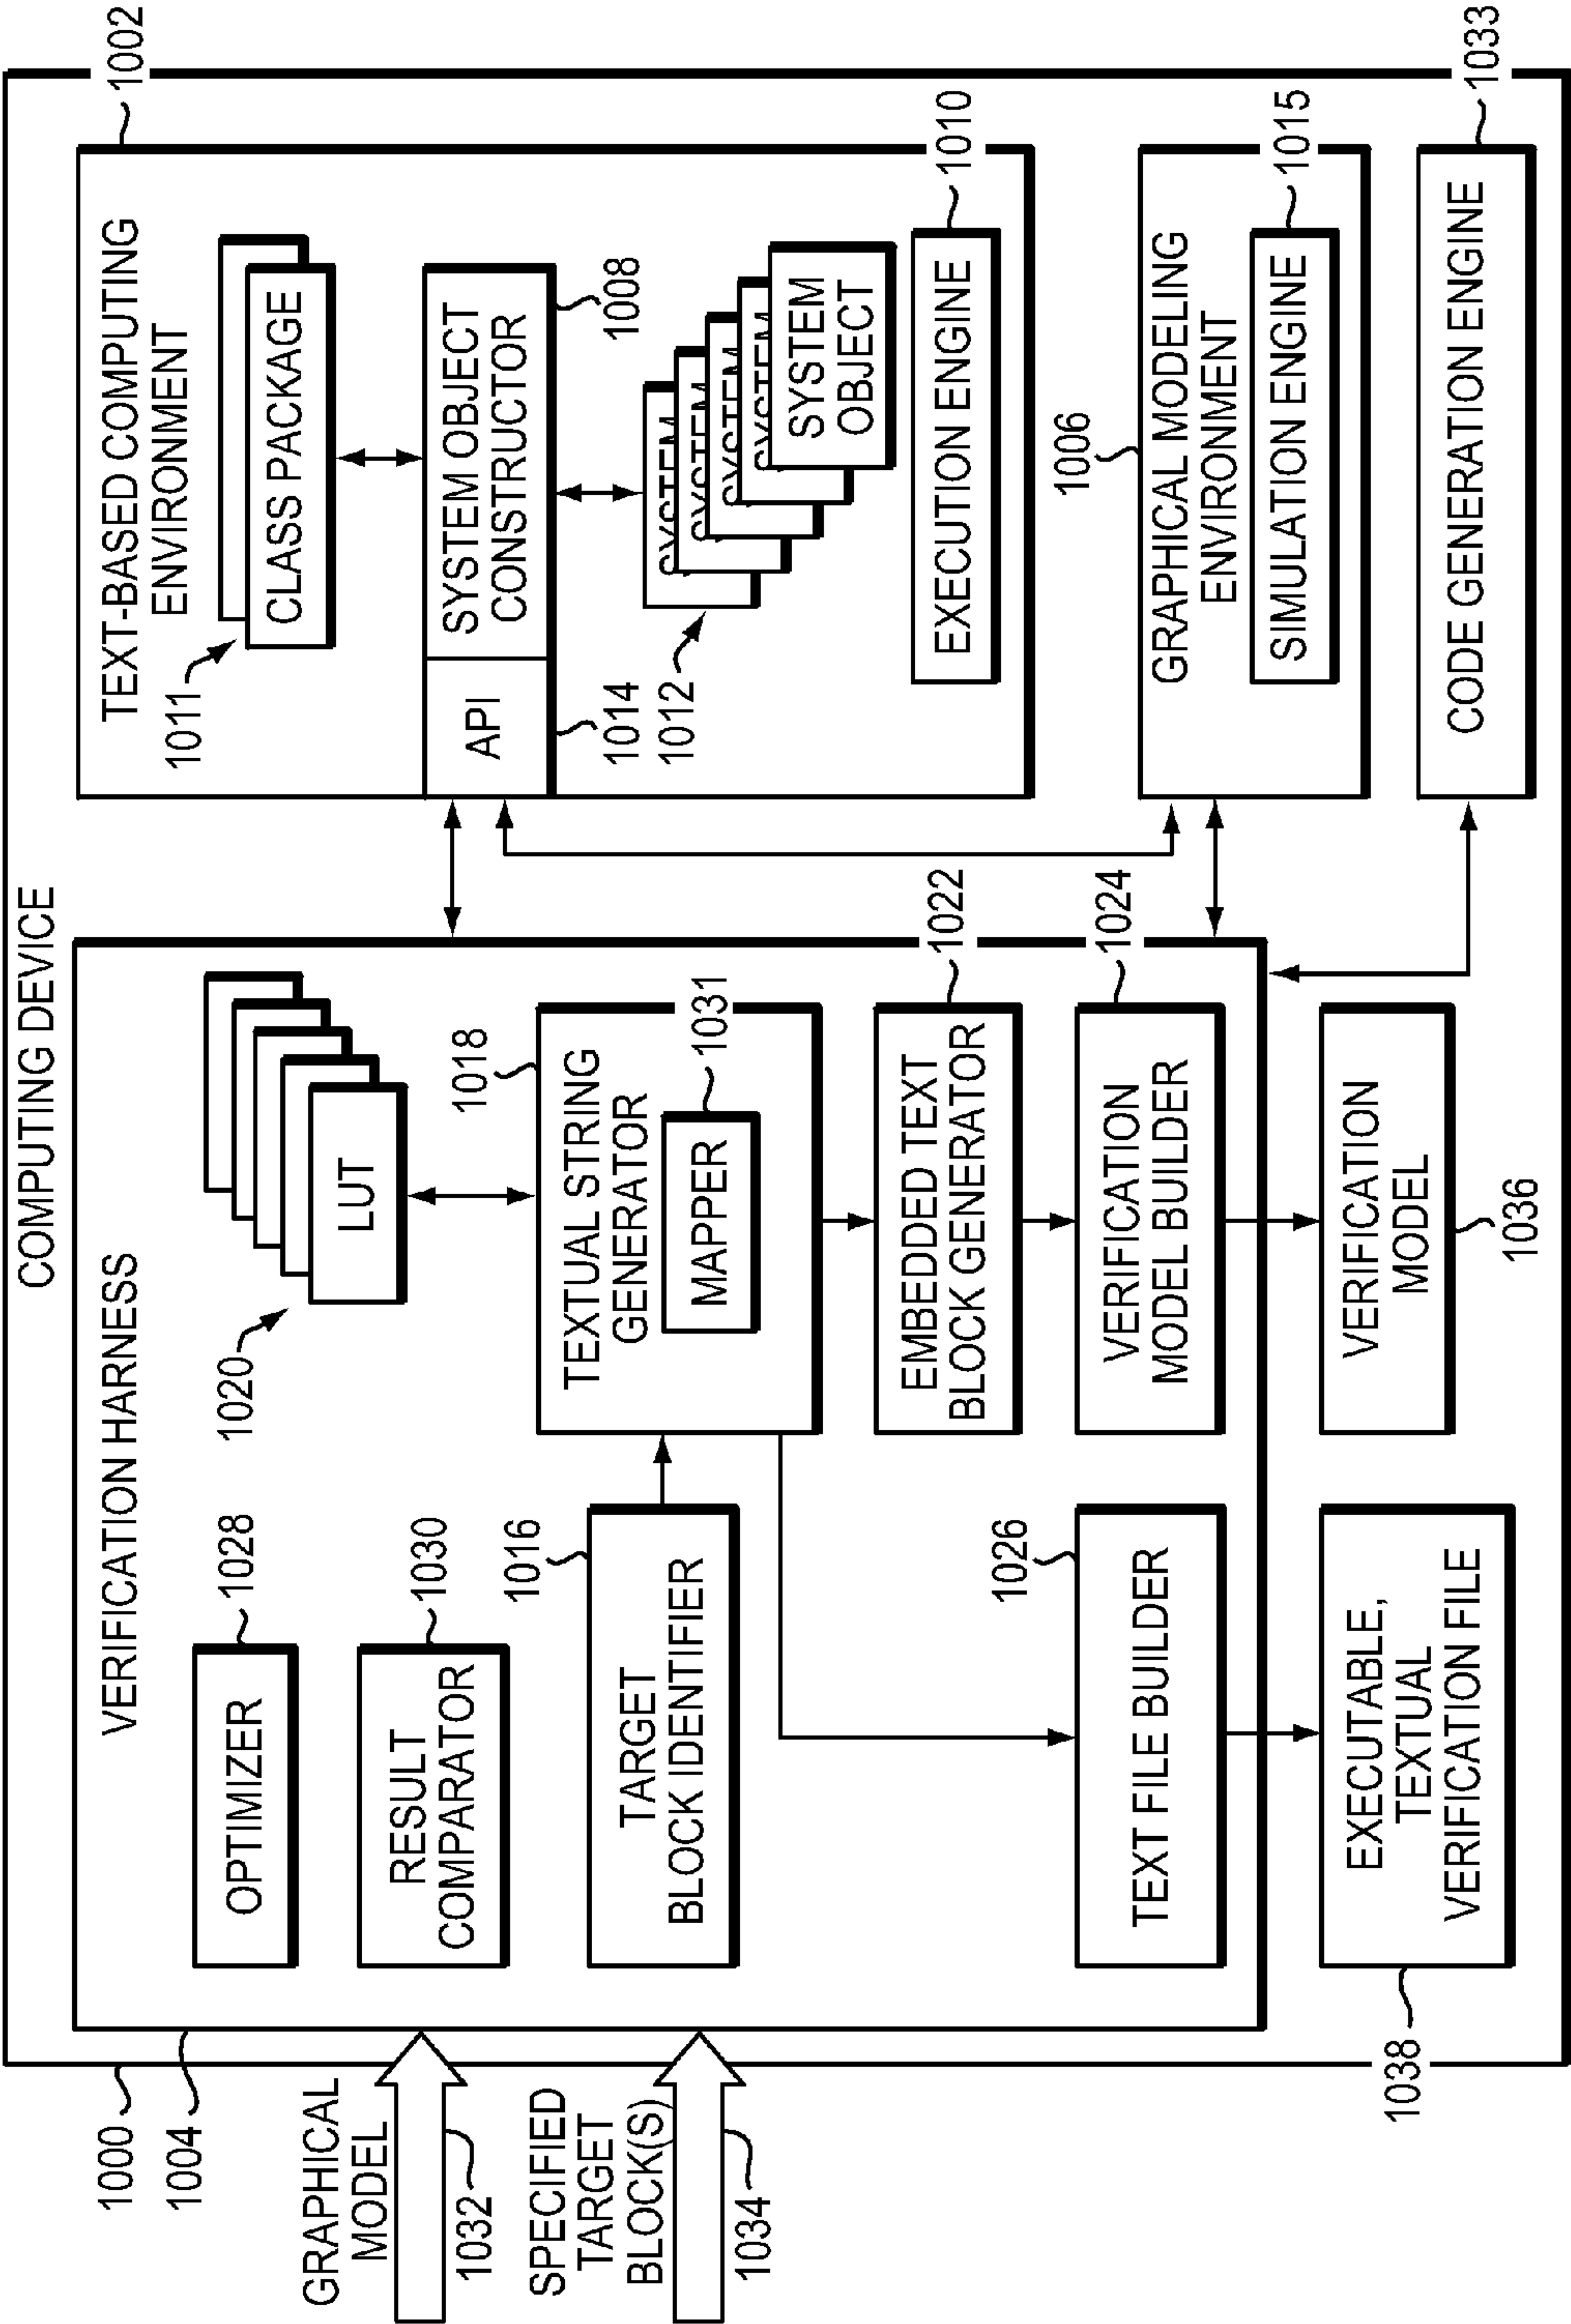 COMPUTING DEVICE
1000
1004
VERIFICATION HARNESS
OPTIMIZER
1028
RESULT
COMPARATOR
1030
GRAPHICAL
MODEL
1032
SPECIFIED
TARGET
BLOCK(S)
1034
TARGET
BLOCK IDENTIFIER
1016
1020
LUT
TEXTUAL STRING
GENERATOR
1018
MAPPER
1031
EMBEDDED TEXT
BLOCK GENERATOR
1022
TEXT FILE BUILDER
1026
VERIFICATION
MODEL BUILDER
1024
EXECUTABLE,
TEXTUAL
VERIFICATION FILE
1038
VERIFICATION
MODEL
1036
1002
TEXT-BASED COMPUTING
ENVIRONMENT
1011
CLASS PACKAGE
API
1014
SYSTEM OBJECT
CONSTRUCTOR
1008
1012
SYSTEM
SYSTEM
SYSTEM
SYSTEM
SYSTEM
OBJECT
EXECUTION ENGINE
1010
1006
GRAPHICAL MODELING
ENVIRONMENT
SIMULATION ENGINE
1015
CODE GENERATION ENGINE
1033